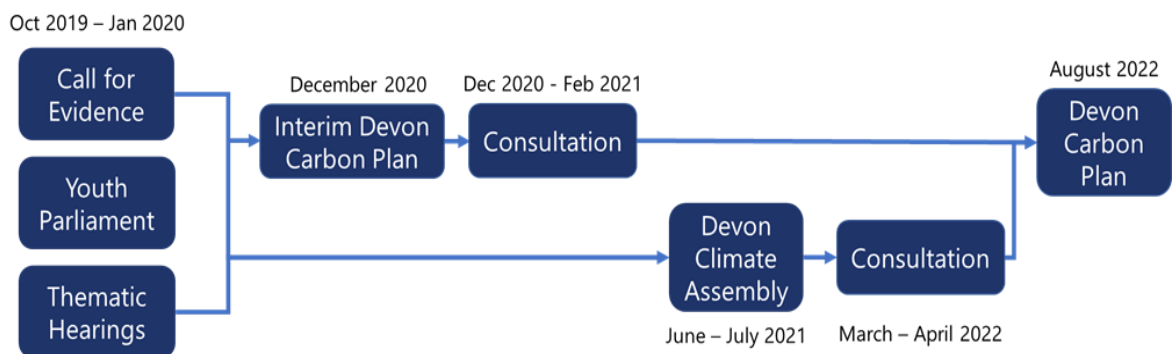 Oct 2019 – Jan 2020
Call for
Evidence
Youth
Parliament
Thematic
Hearings
December 2020
Interim Devon
Carbon Plan
Dec 2020 - Feb 2021
Consultation
Devon
Climate
Assembly
June – July 2021
Consultation
March – April 2022
August 2022
Devon
Carbon
Plan